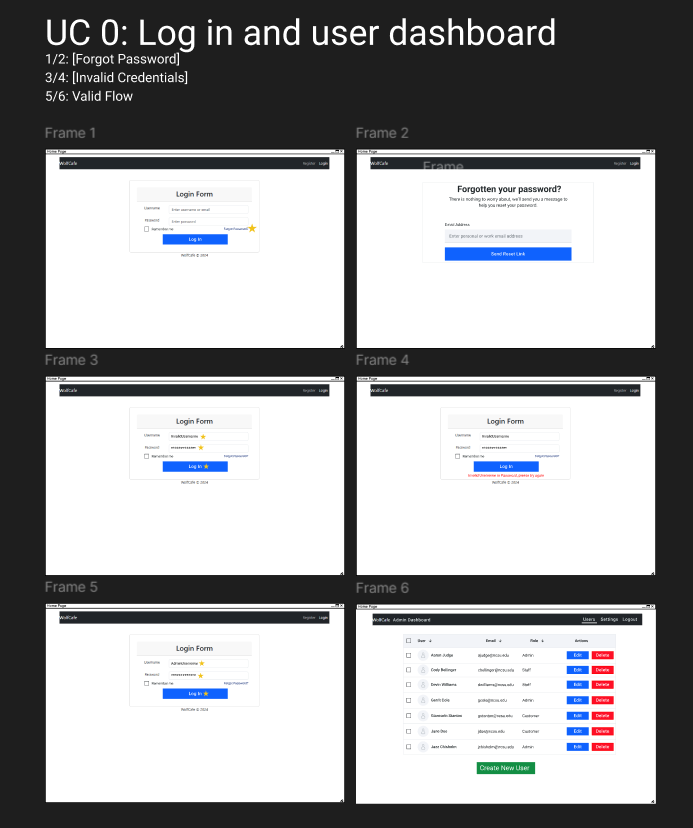 UC 0: Log in and user dashboard
1/2: [Forgot Password]
3/4: [Invalid Credentials]
5/6: Valid Flow
Frame 1
Home Page
WolfCafe Register Login
Login Form
Username Enter username or email
Password Enter password
Remember me Forgot Password?
Log In
WolfCafe © 2024
Frame 2
Home Page
WolfCafe Register Login
Frame
Forgotten your password?
There is nothing to worry about, we'll send you a message to
help you reset your password.
Email Address
Enter personal or work email address
Send Reset Link
Frame 3
Home Page
WolfCafe Register Login
Login Form
Username InvalidUsername
Password ••••••••••••••
Remember me Forgot Password?
Log In
WolfCafe © 2024
Frame 4
Home Page
WolfCafe Register Login
Login Form
Username InvalidUsername
Password ••••••••••••••
Remember me Forgot Password?
Log In
Invalid Username or Password, please try again
WolfCafe © 2024
Frame 5
Home Page
WolfCafe Register Login
Login Form
Username AdminUsername
Password ••••••••••••••
Remember me Forgot Password?
Log In
WolfCafe © 2024
Frame 6
Home Page
WolfCafe Admin Dashboard Users Settings Logout
User Email Role Actions
Aaron Judge ajudge@ncsu.edu Admin Edit Delete
Cody Bellinger cbellinger@ncsu.edu Staff Edit Delete
Devin Williams dwilliams@ncsu.edu Staff Edit Delete
Gerrit Cole gcole@ncsu.edu Admin Edit Delete
Giancarlo Stanton gstanton@ncsu.edu Customer Edit Delete
Jane Doe jdoe@ncsu.edu Customer Edit Delete
Jazz Chisholm jchisholm@ncsu.edu Admin Edit Delete
Create New User